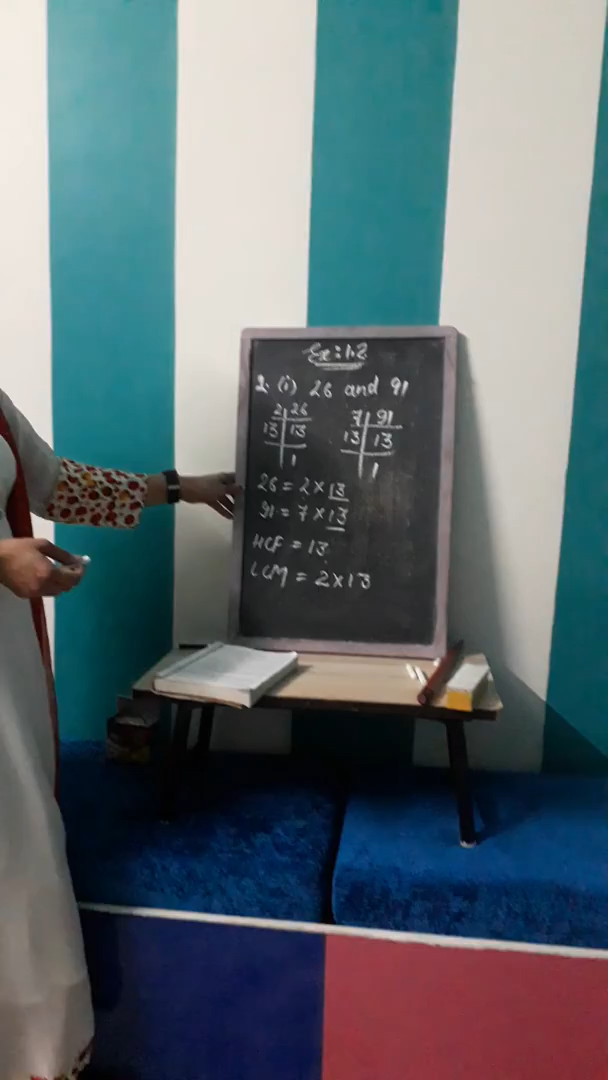 Ex: 1.2
2. (i) 26 and 91
2 26 7 91
13 13 13 13
1 1
26 = 2 × 13
91 = 7 × 13
HCF = 13
LCM = 2×13